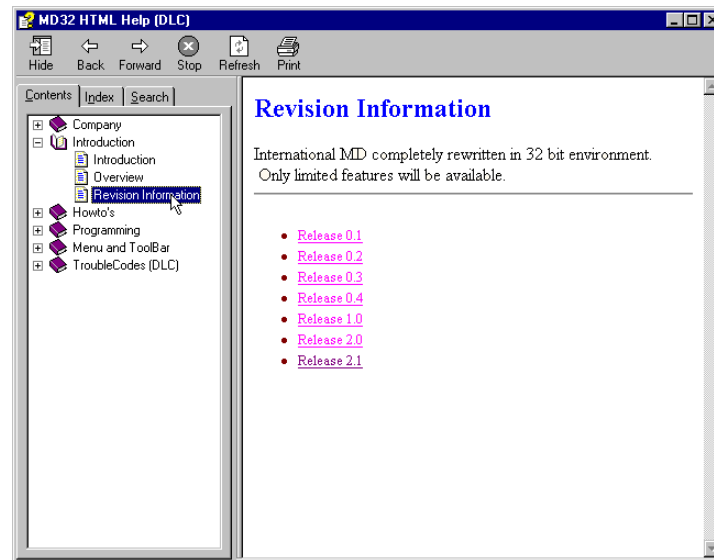 MD32 HTML Help (DLC)
Hide Back Forward Stop Refresh Print
Contents Index Search
Company
Introduction
Introduction
Overview
Revision Information
Howto's
Programming
Menu and ToolBar
TroubleCodes (DLC)
Revision Information
International MD completely rewritten in 32 bit environment.
Only limited features will be available.
Release 0.1
Release 0.2
Release 0.3
Release 0.4
Release 1.0
Release 2.0
Release 2.1